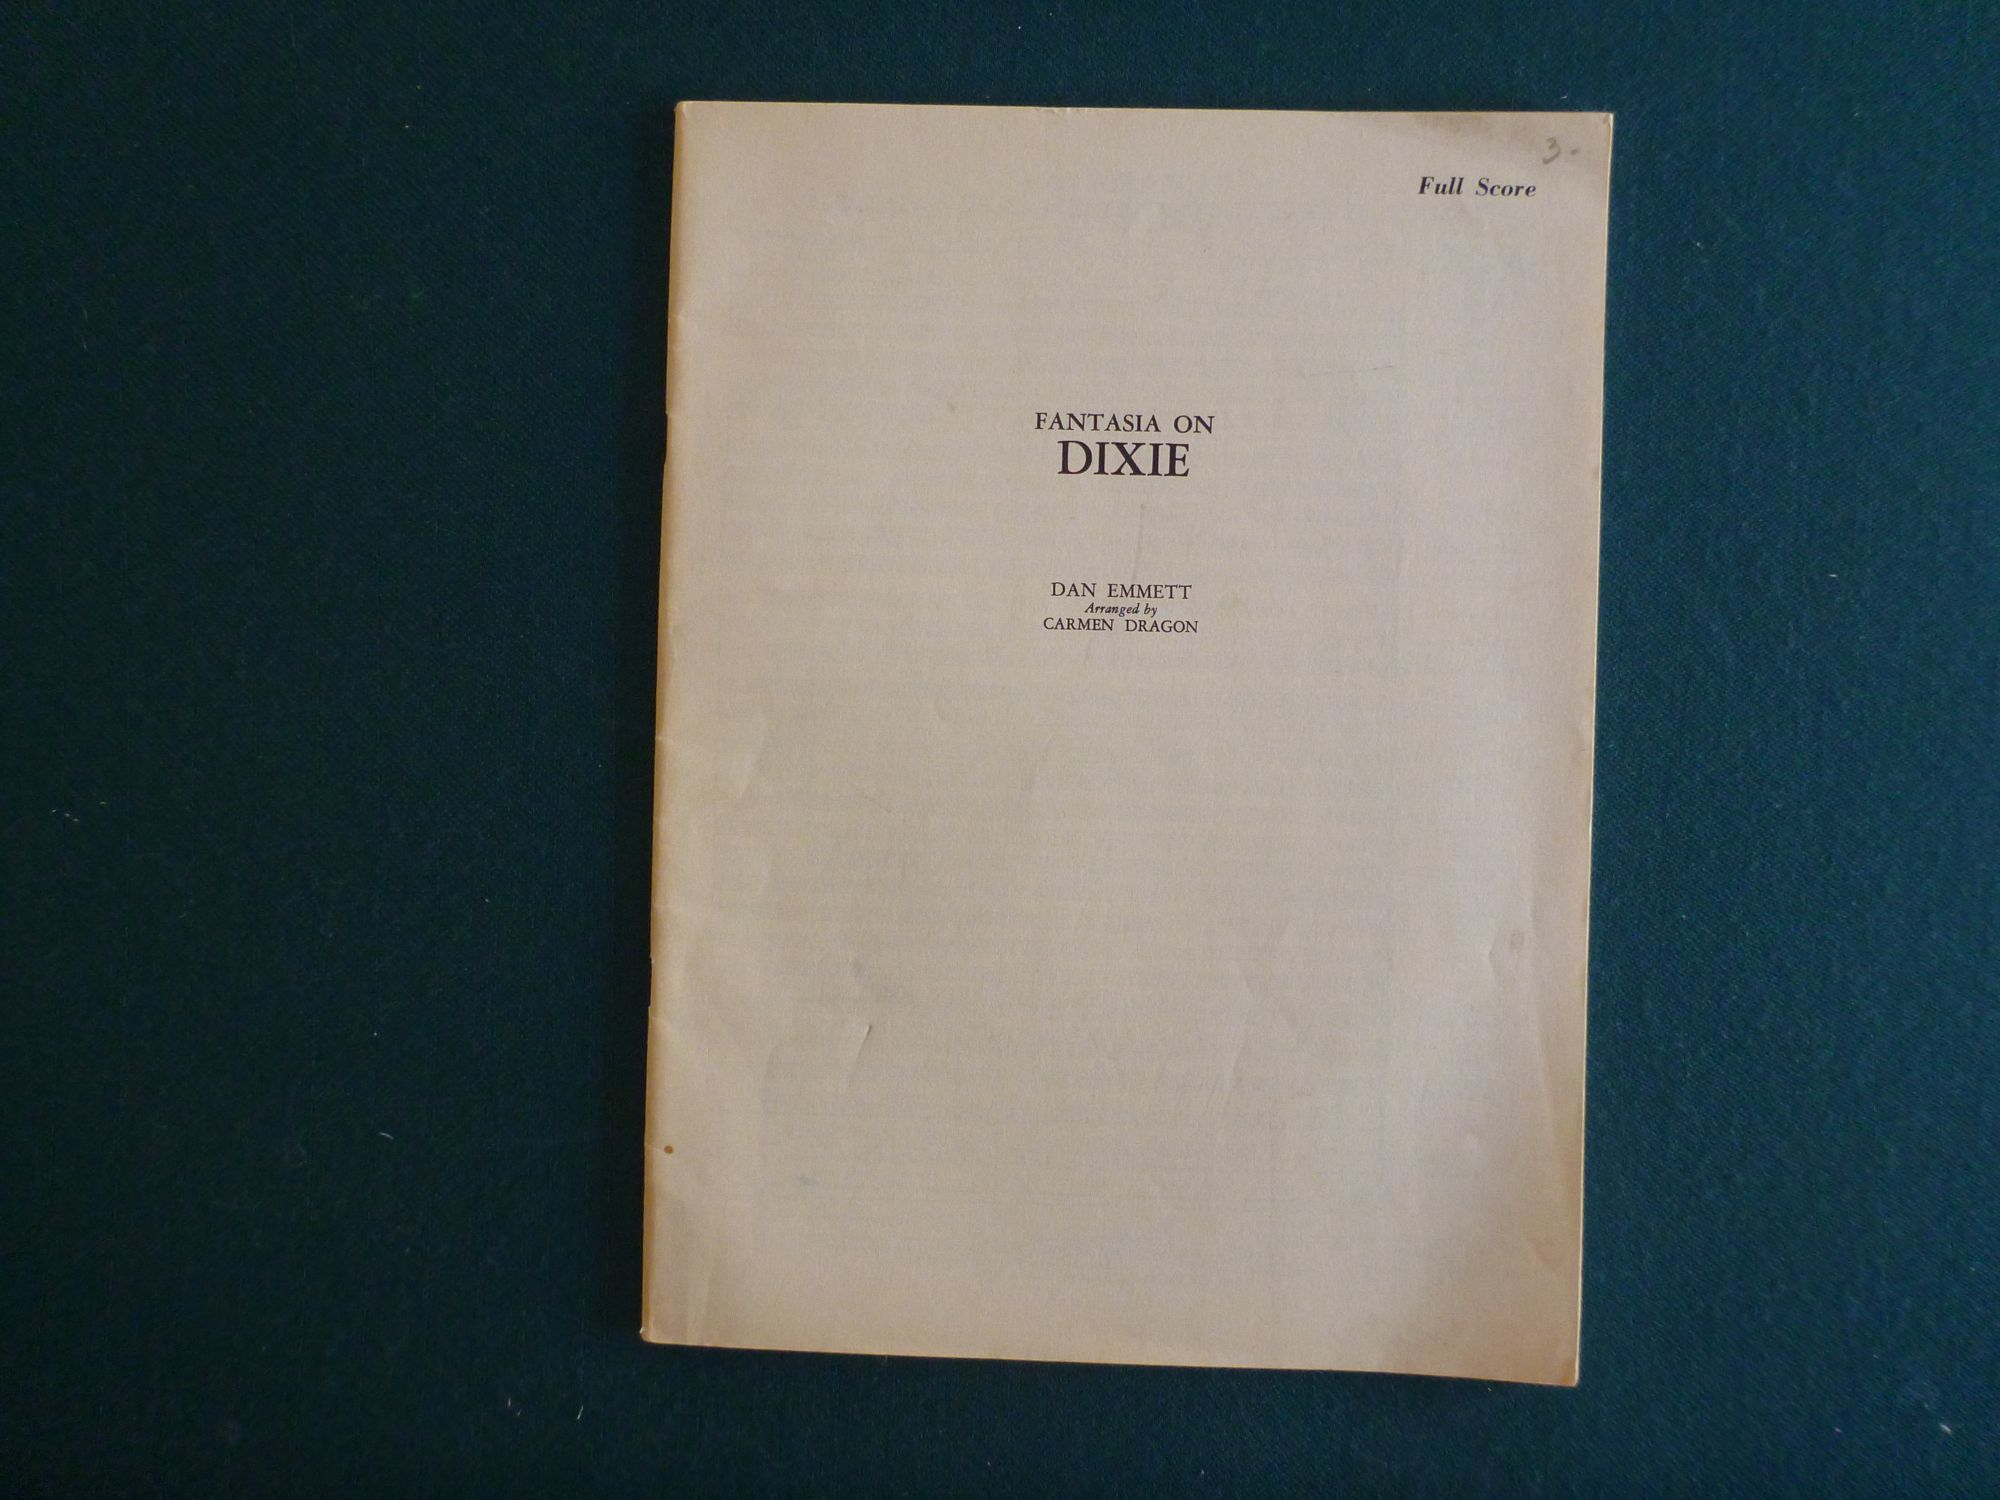 3-
Full Score
FANTASIA ON
DIXIE
DAN EMMETT
Arranged by
CARMEN DRAGON